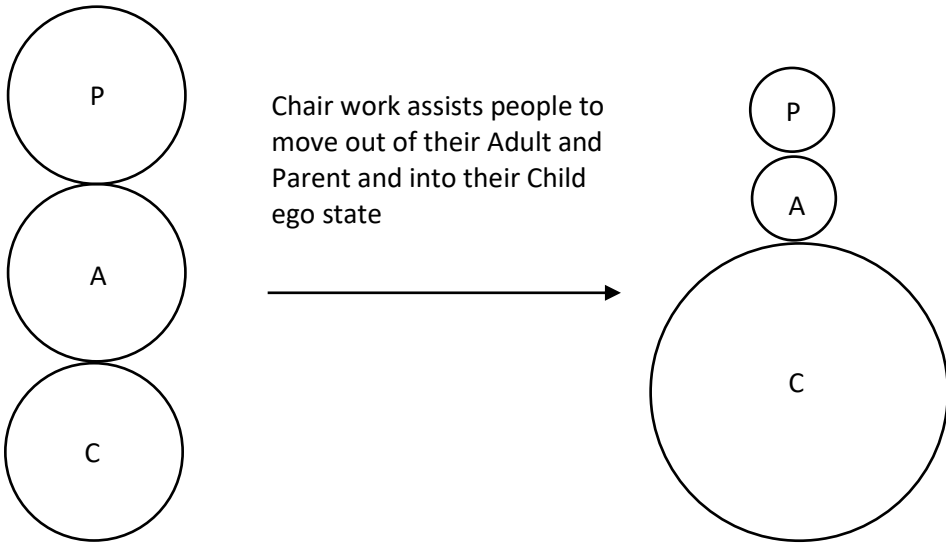 P
A
C
Chair work assists people to
move out of their Adult and
Parent and into their Child
ego state
P
A
C